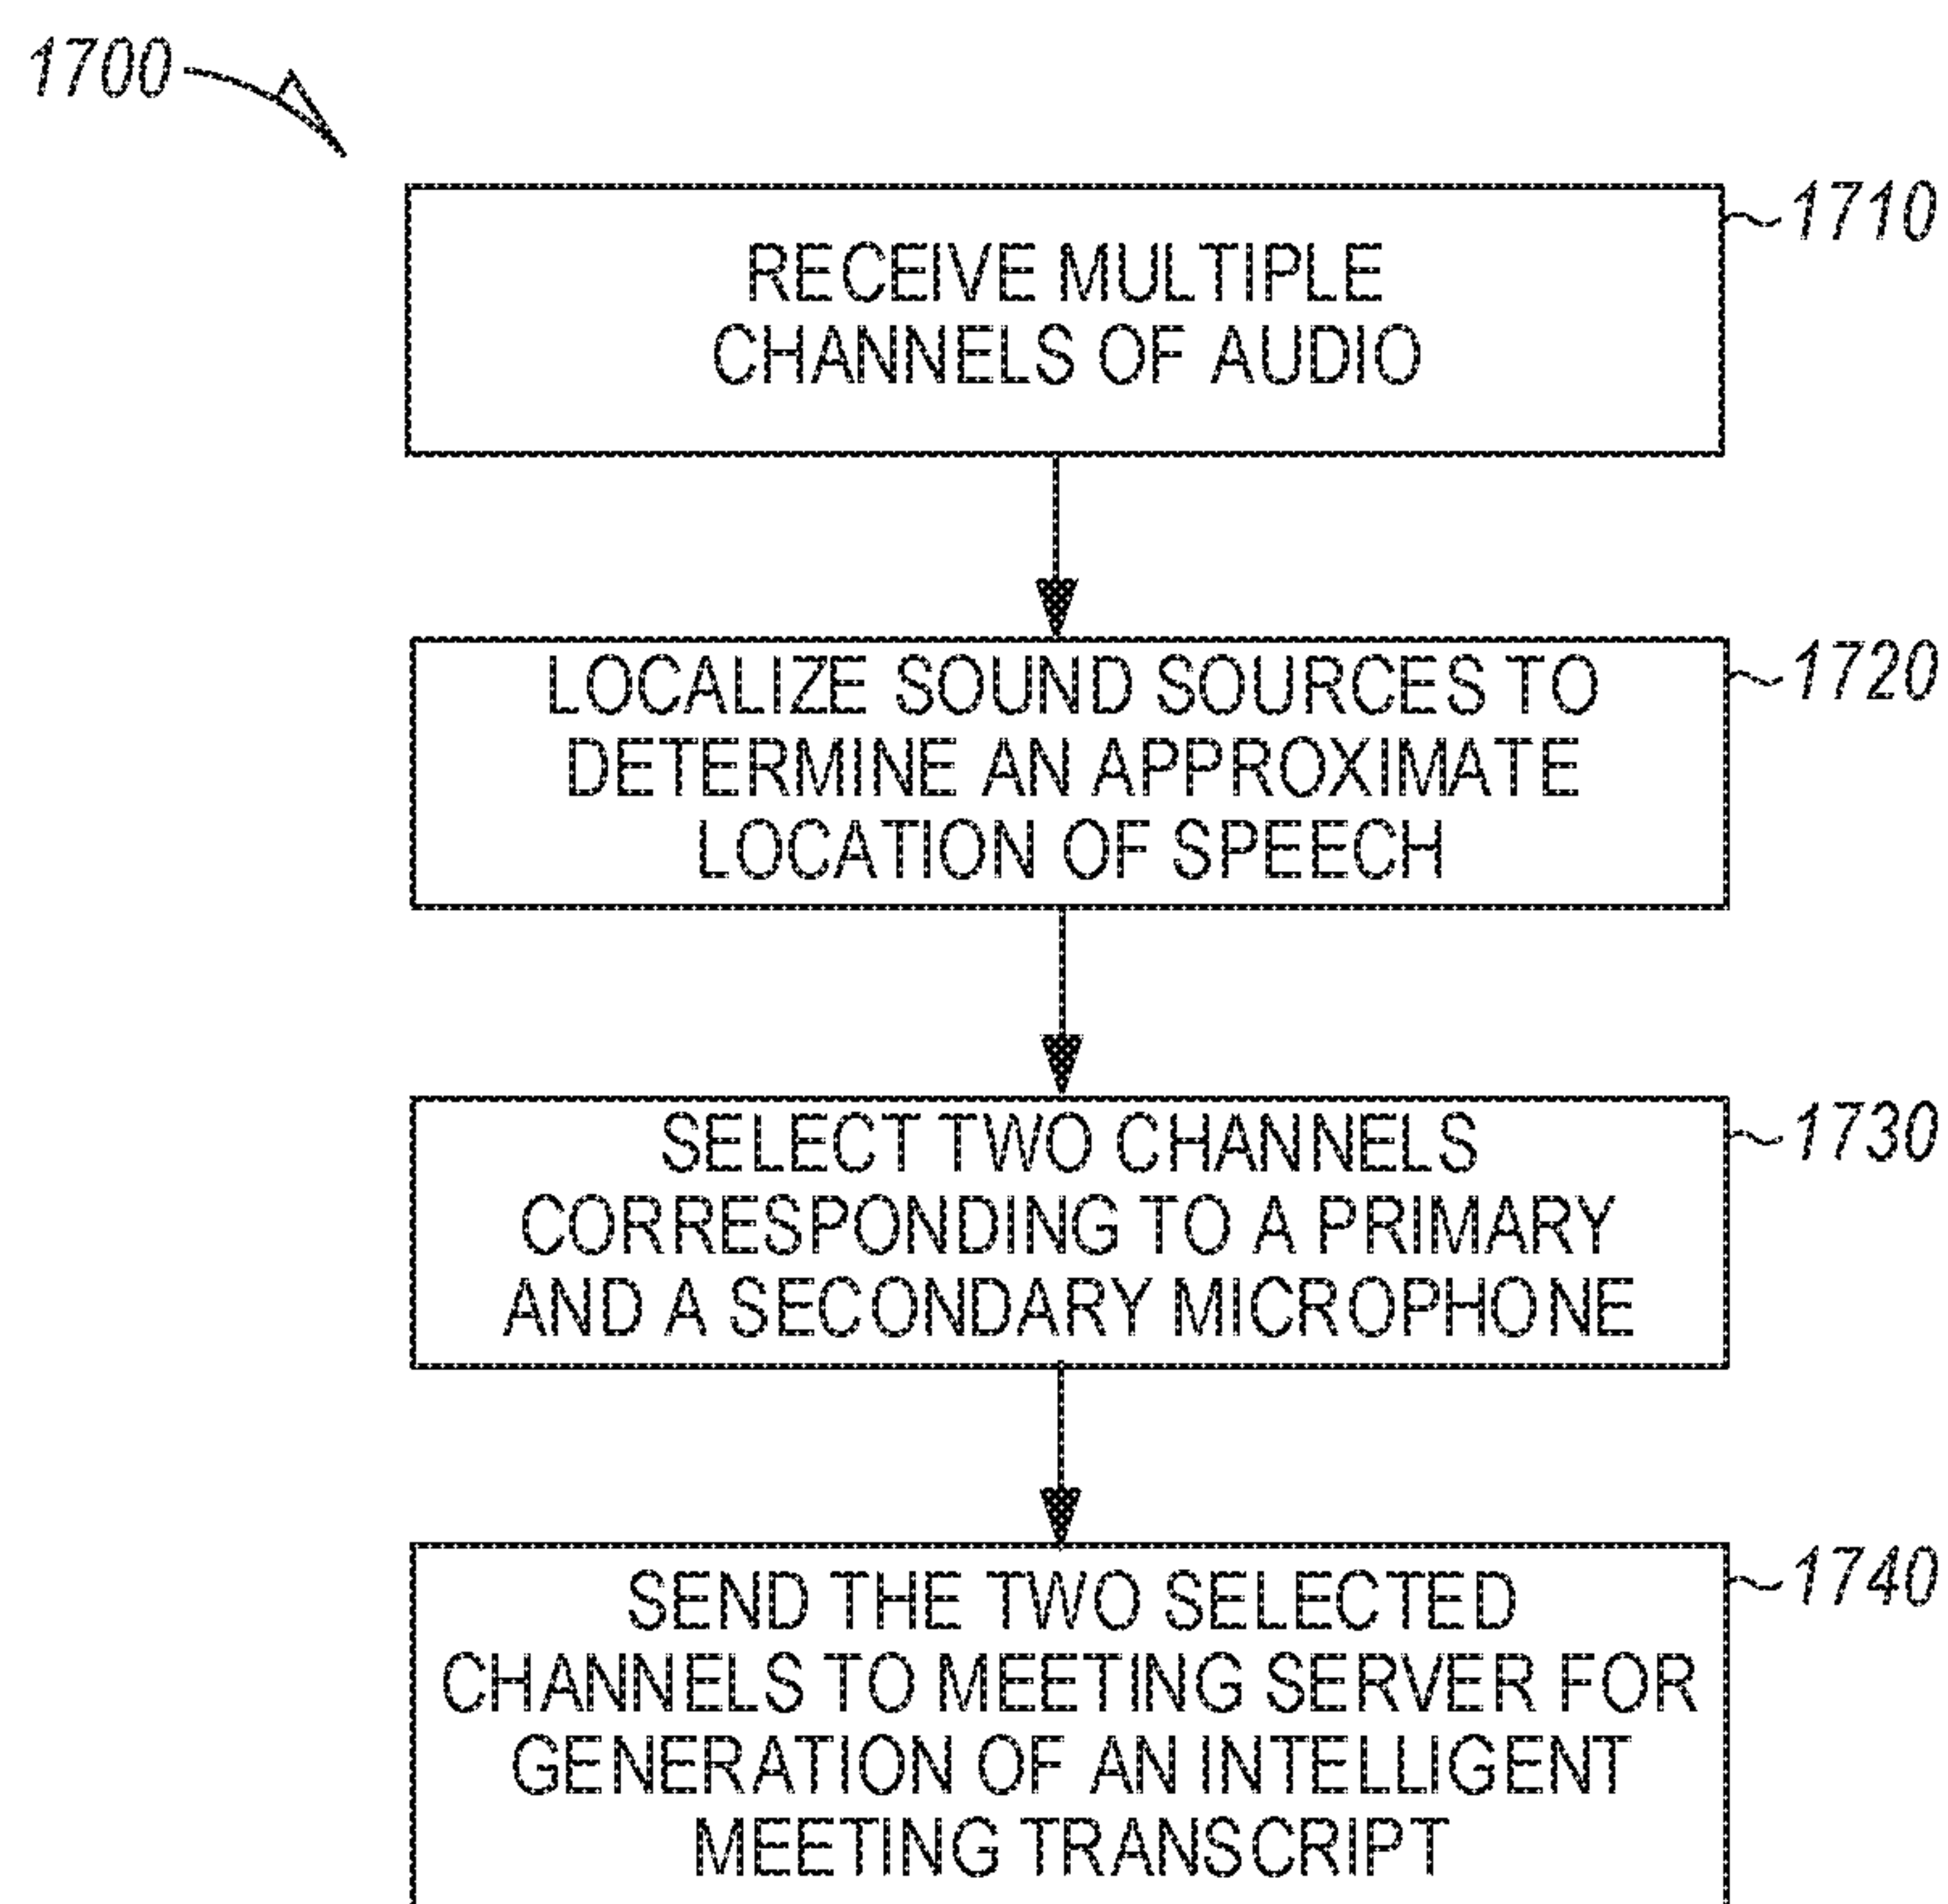 1700
1710
RECEIVE MULTIPLE
CHANNELS OF AUDIO
1720
LOCALIZE SOUND SOURCES TO
DETERMINE AN APPROXIMATE
LOCATION OF SPEECH
1730
SELECT TWO CHANNELS
CORRESPONDING TO A PRIMARY
AND A SECONDARY MICROPHONE
1740
SEND THE TWO SELECTED
CHANNELS TO MEETING SERVER FOR
GENERATION OF AN INTELLIGENT
MEETING TRANSCRIPT